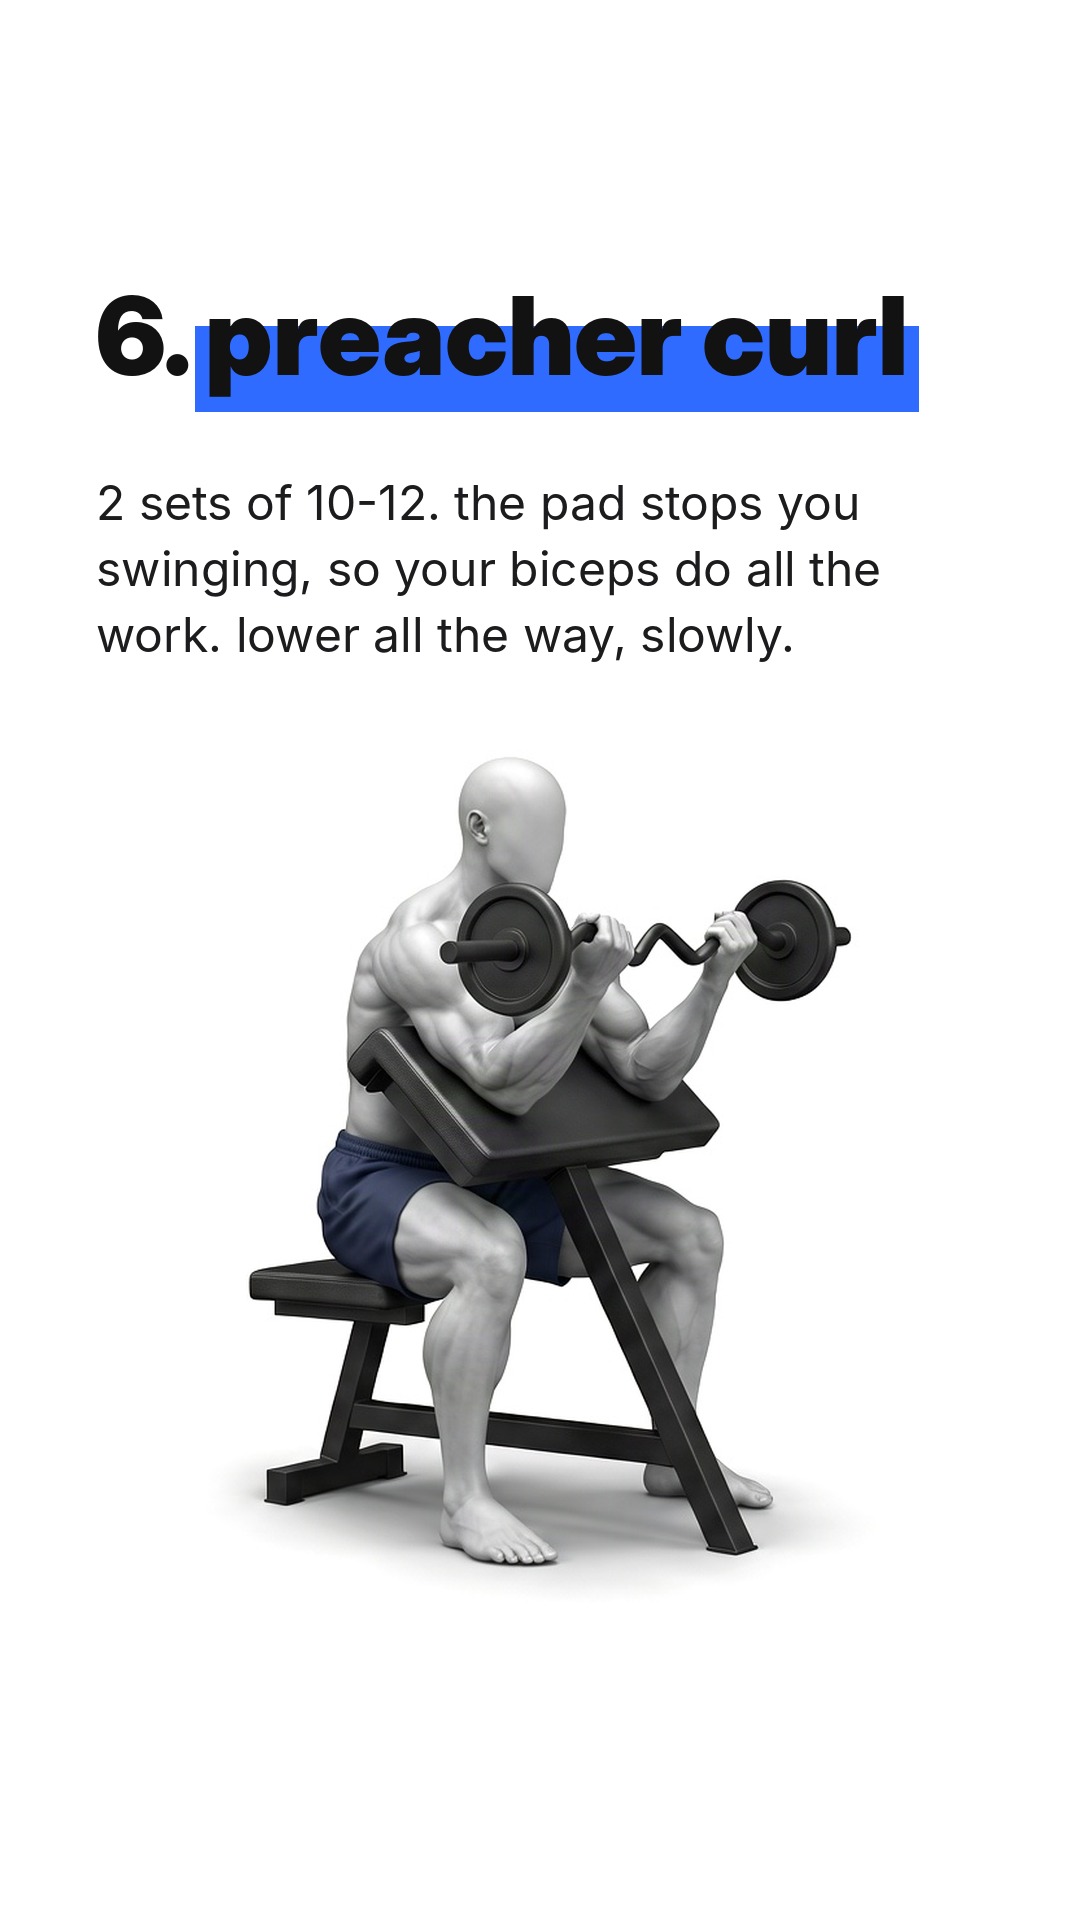 6. preacher curl
2 sets of 10-12. the pad stops you
swinging, so your biceps do all the
work. lower all the way, slowly.